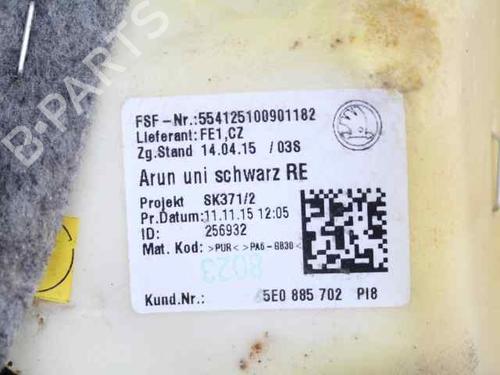 FSF-Nr.:554125100901182
Lieferant:FE1,CZ
Zg.Stand 14.04.15 /03S
Arun uni schwarz RE
Projekt SK371/2
Pr.Datum:11.11.15 12:05
ID: 256932
Mat. Kod: >PUR< >PA6-GB30<
8023
Kund.Nr.: 5E0 885 702 PI8